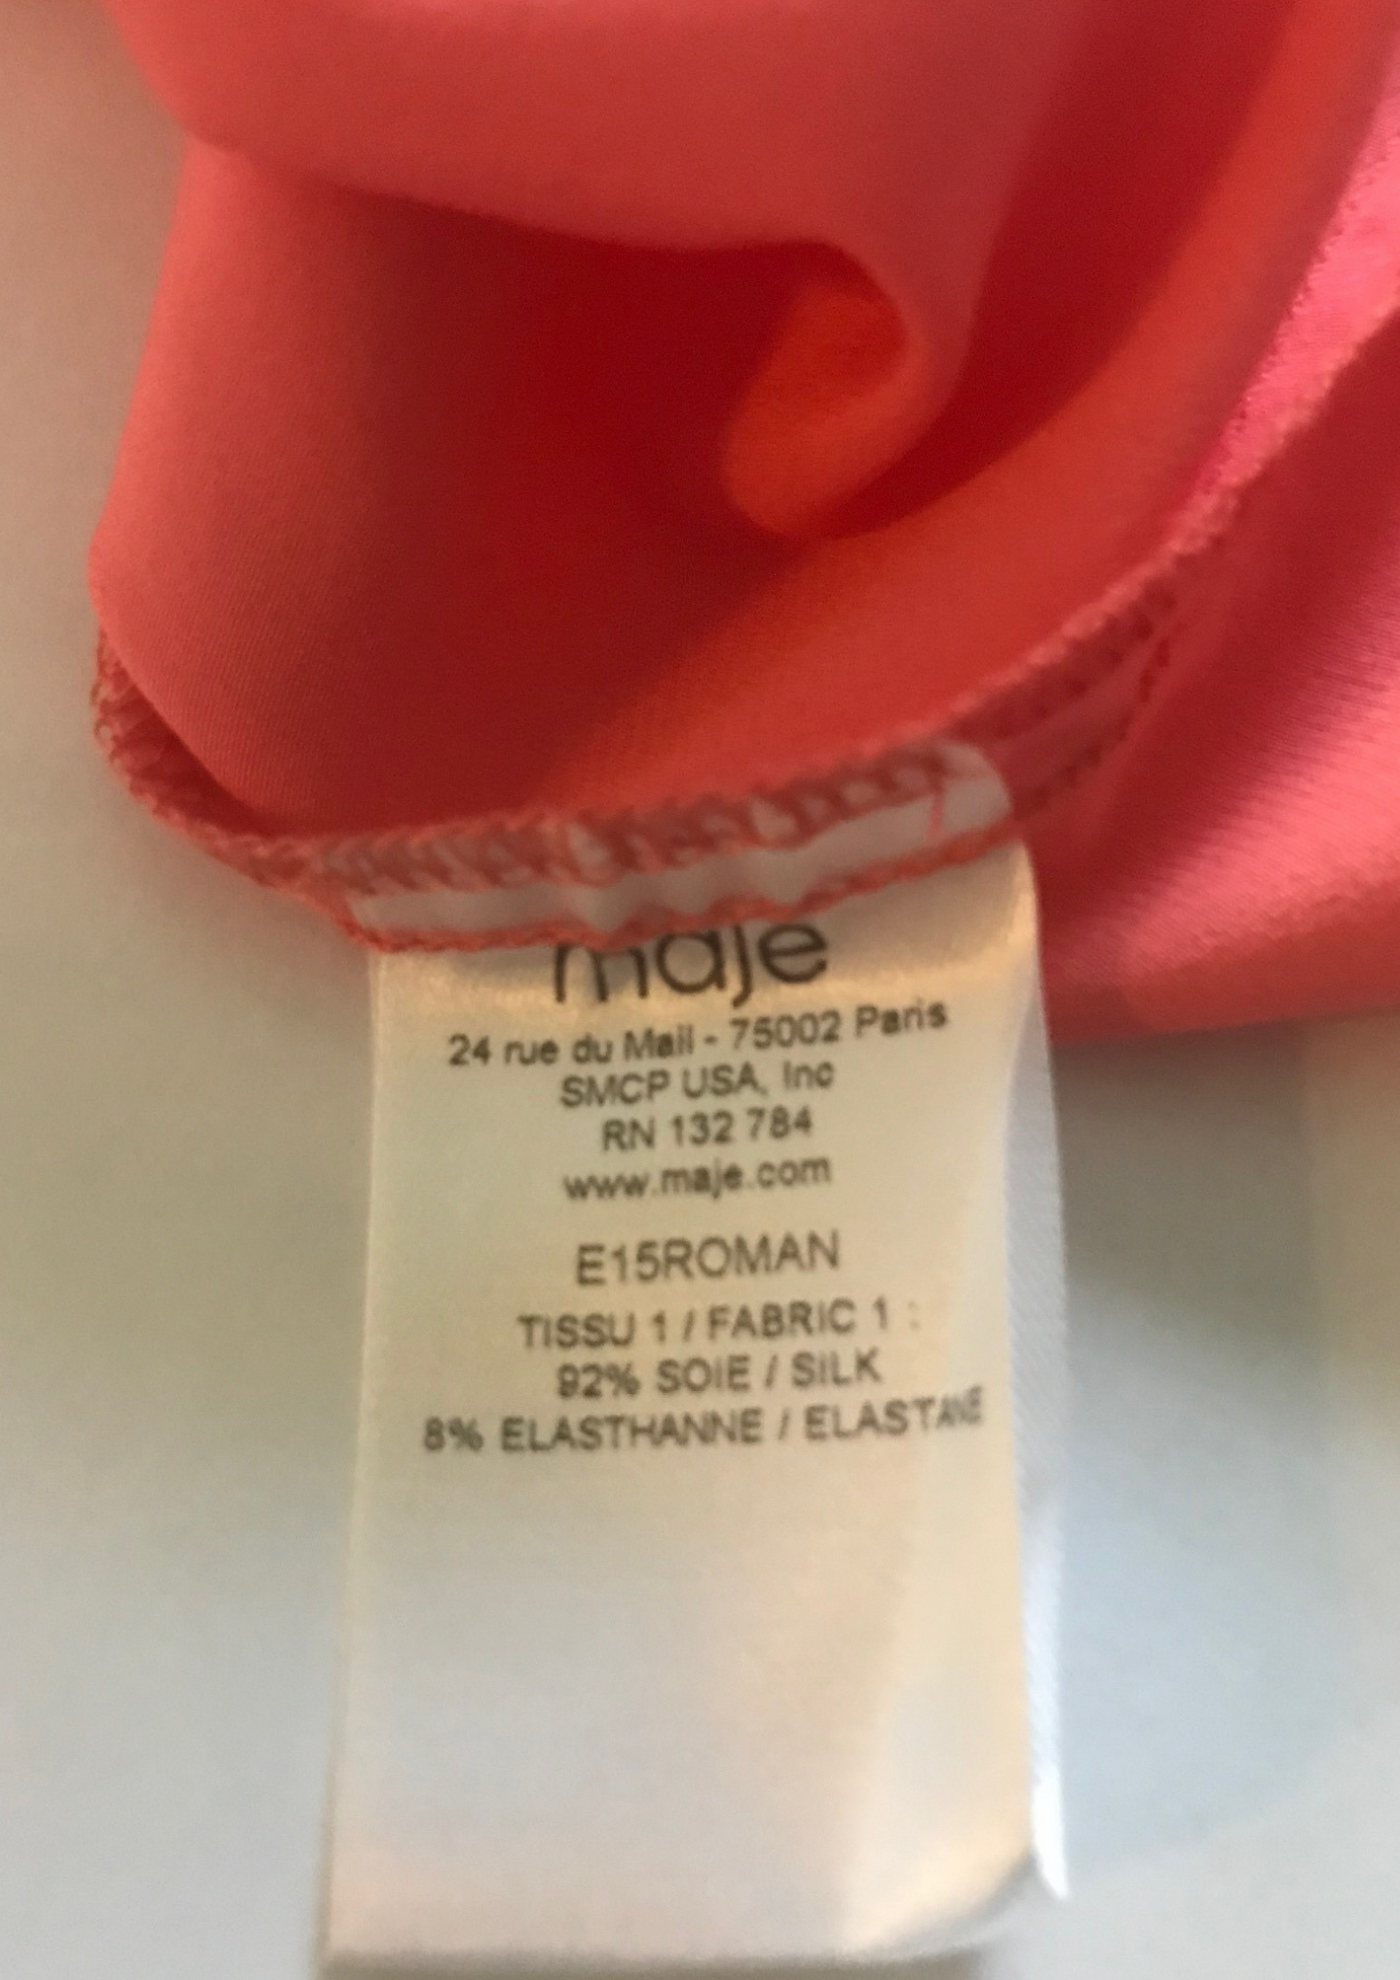 maje
24 rue du Mail - 75002 Paris
SMCP USA, Inc
RN 132 784
www.maje.com
E15ROMAN
TISSU 1 / FABRIC 1 :
92% SOIE / SILK
8% ELASTHANNE / ELASTANE